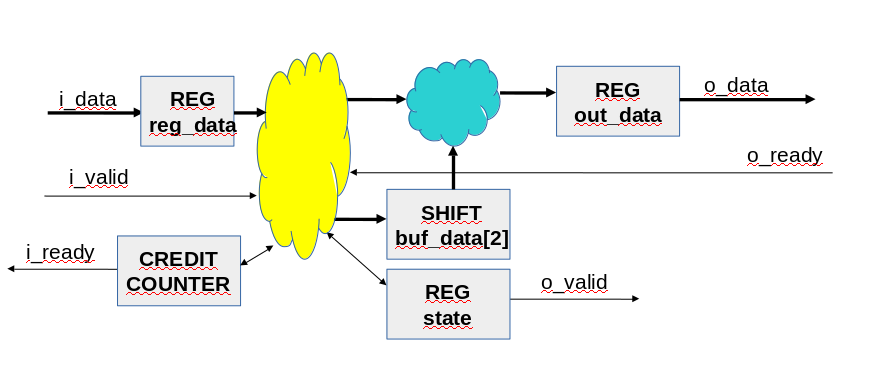 i_data
REG
reg_data
REG
out_data
o_data
o_ready
i_valid
SHIFT
buf_data[2]
i_ready
CREDIT
COUNTER
REG
state
o_valid